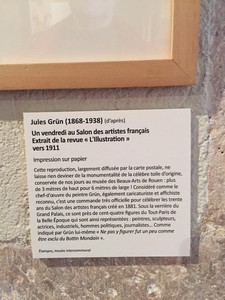 Jules Grün (1868-1938) (d'après)
Un vendredi au Salon des artistes français
Extrait de la revue « L'Illustration »
vers 1911
Impression sur papier
Cette reproduction, largement diffusée par la carte postale, ne
laisse rien deviner de la monumentalité de la célèbre toile d'origine,
conservée de nos jours au musée des Beaux-Arts de Rouen : plus
de 3 mètres de haut pour 6 mètres de large ! Considéré comme le
chef-d'œuvre du peintre Grün, également caricaturiste et affichiste
reconnu, c'est une commande très officielle pour célébrer les trente
ans du Salon des artistes français créé en 1881. Sous la verrière du
Grand Palais, ce sont près de cent-quatre figures du Tout Paris de
la Belle Époque qui sont ainsi représentées : peintres, sculpteurs,
actrices, industriels, hommes politiques, journalistes... Comme
indiqué par Grün lui-même « Ne pas y figurer fut un peu comme
être exclu du Bottin Mondain ».
Étampes, musée intercommunal